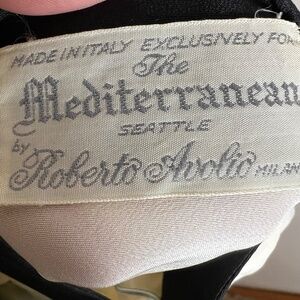 MADE IN ITALY EXCLUSIVELY FOR
The
Mediterranean
SEATTLE
by
Roberto Avolio MILAN